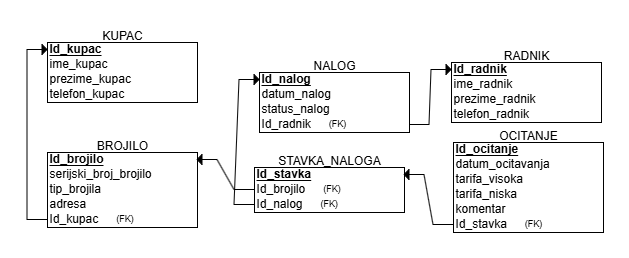 KUPAC
Id_kupac
ime_kupac
prezime_kupac
telefon_kupac
NALOG
Id_nalog
datum_nalog
status_nalog
Id_radnik (FK)
RADNIK
Id_radnik
ime_radnik
prezime_radnik
telefon_radnik
BROJILO
Id_brojilo
serijski_broj_brojilo
tip_brojila
adresa
Id_kupac (FK)
STAVKA_NALOGA
Id_stavka
Id_brojilo (FK)
Id_nalog (FK)
OCITANJE
Id_ocitanje
datum_ocitavanja
tarifa_visoka
tarifa_niska
komentar
Id_stavka (FK)